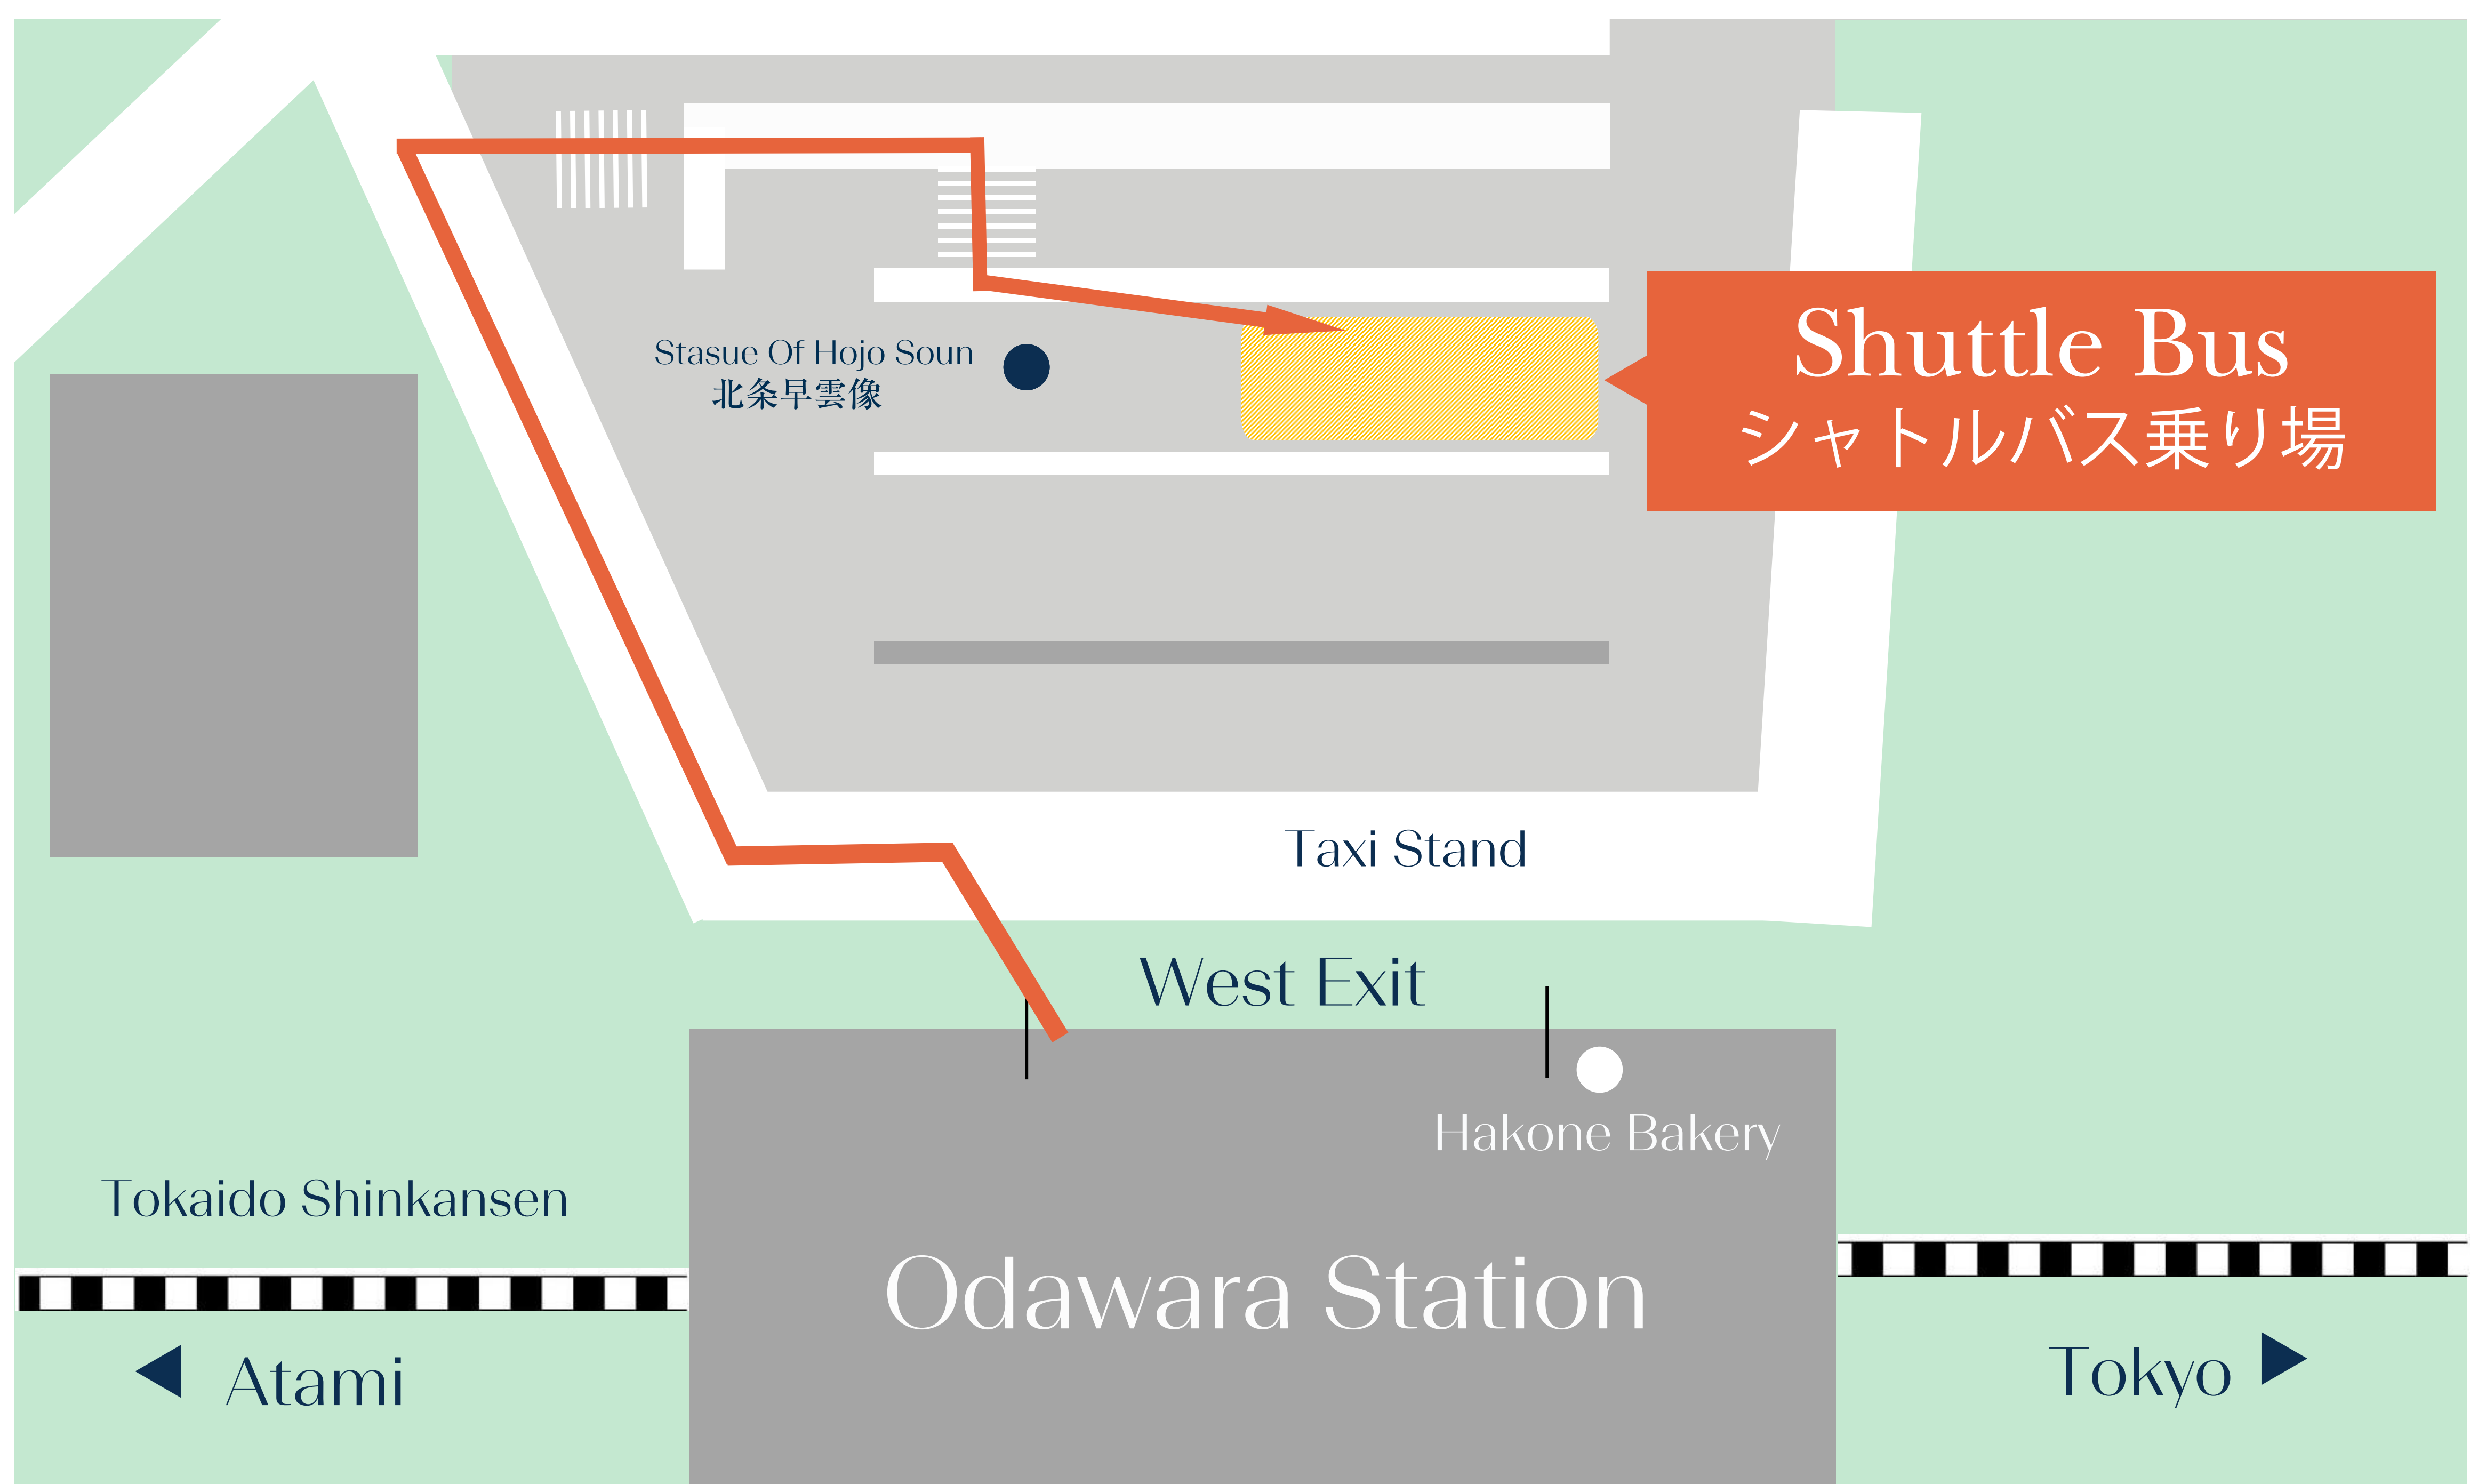 Shuttle Bus
シャトルバス乗り場
Stasue Of Hojo Soun
北条早雲像
Taxi Stand
West Exit
Hakone Bakery
Tokaido Shinkansen
Odawara Station
Atami
Tokyo